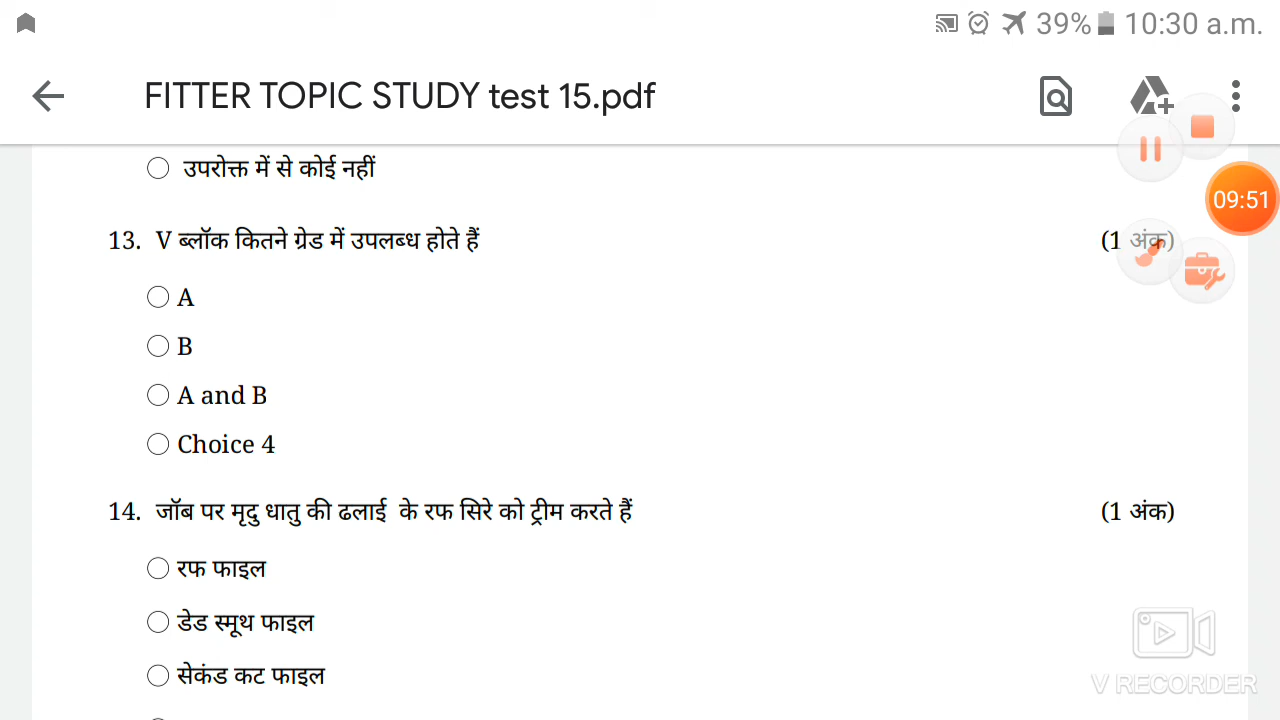 39% 10:30 a.m.
FITTER TOPIC STUDY test 15.pdf
उपरोक्त में से कोई नहीं
09:51
13. V ब्लॉक कितने ग्रेड में उपलब्ध होते हैं (1 अंक)
A
B
A and B
Choice 4
14. जॉब पर मृदु धातु की ढलाई के रफ सिरे को ट्रीम करते हैं (1 अंक)
रफ फाइल
डेड स्मूथ फाइल
सेकंड कट फाइल
V RECORDER